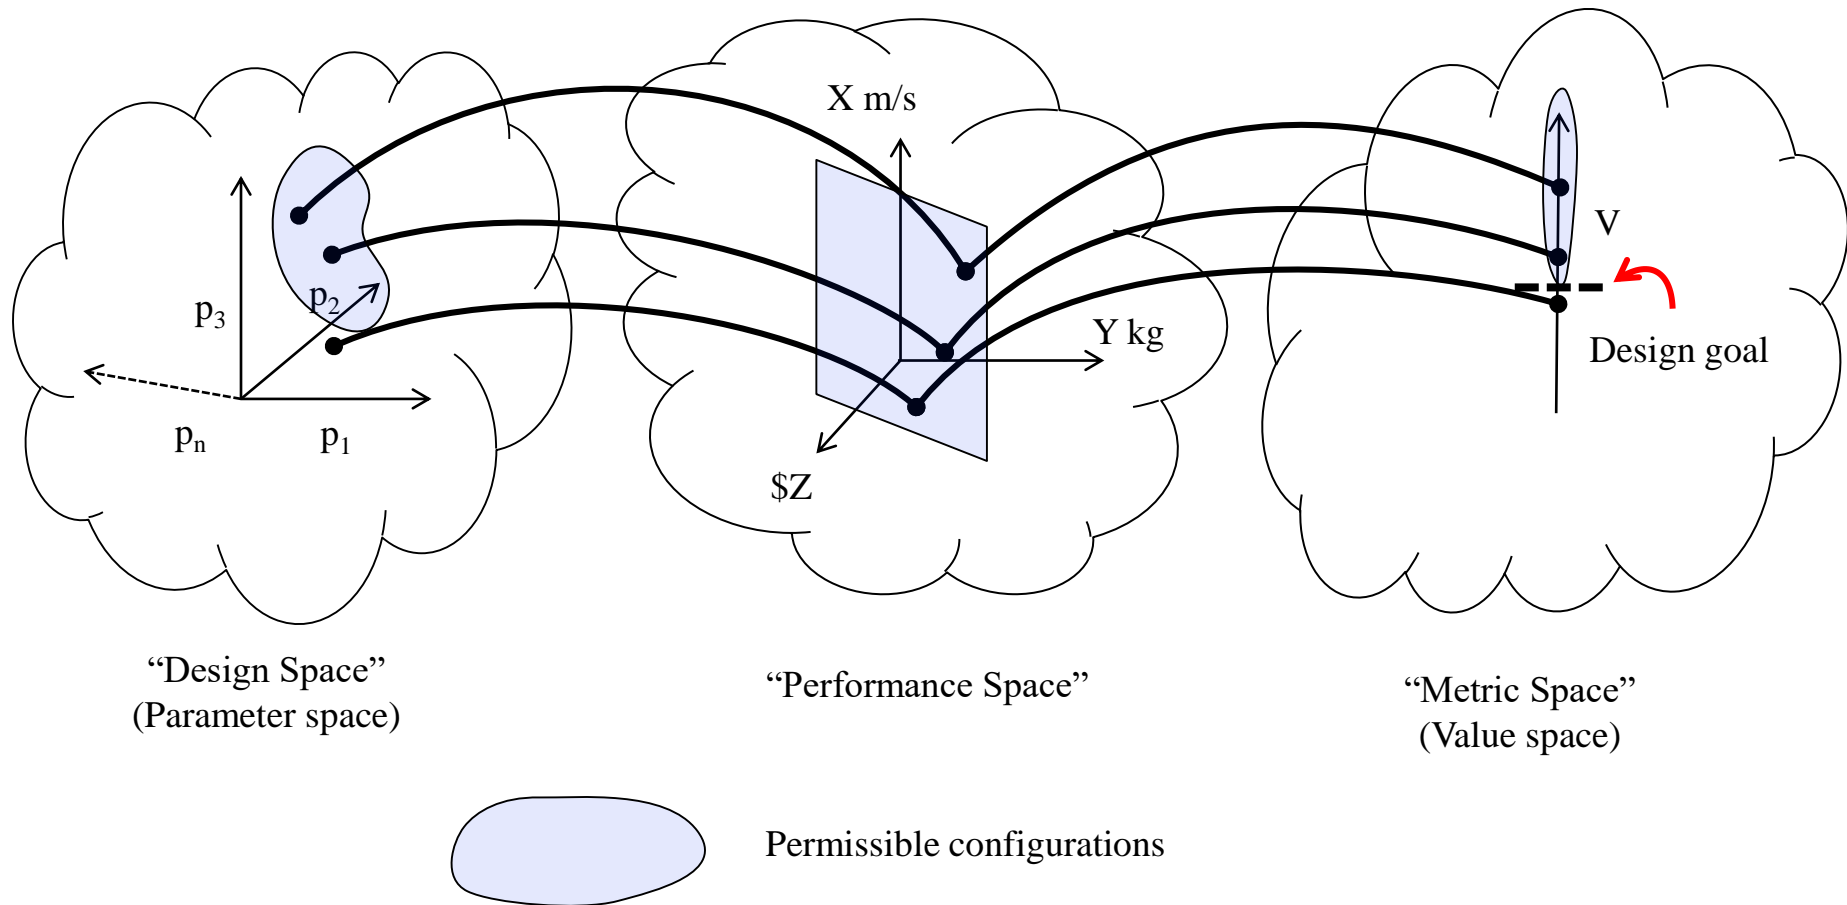 X m/s
V
p2
p3
Y kg
Design goal
pn
p1
$Z
“Design Space”
(Parameter space)
“Performance Space”
“Metric Space”
(Value space)
Permissible configurations